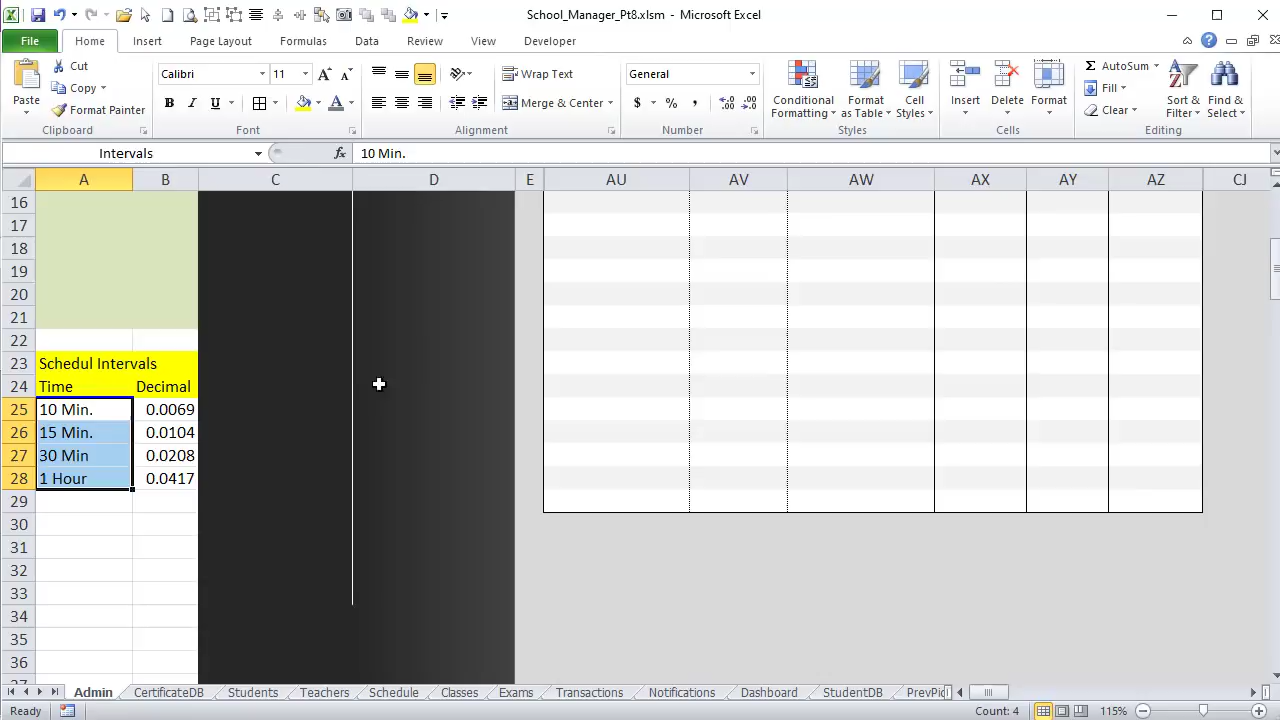 School_Manager_Pt8.xlsm - Microsoft Excel
File Home Insert Page Layout Formulas Data Review View Developer
Paste Cut Copy Format Painter Clipboard
Calibri 11 B I U A Font
Wrap Text Merge & Center Alignment
General $ % , Number
Conditional Formatting Format as Table Cell Styles Styles
Insert Delete Format Cells
Σ AutoSum Fill Clear Sort & Filter Find & Select Editing
Intervals fx 10 Min.
A B C D E AU AV AW AX AY AZ CJ
16
17
18
19
20
21
22
23 Schedul Intervals
24 Time Decimal
25 10 Min. 0.0069
26 15 Min. 0.0104
27 30 Min 0.0208
28 1 Hour 0.0417
29
30
31
32
33
34
35
36
Admin CertificateDB Students Teachers Schedule Classes Exams Transactions Notifications Dashboard StudentDB PrevPic
Ready Count: 4 115%